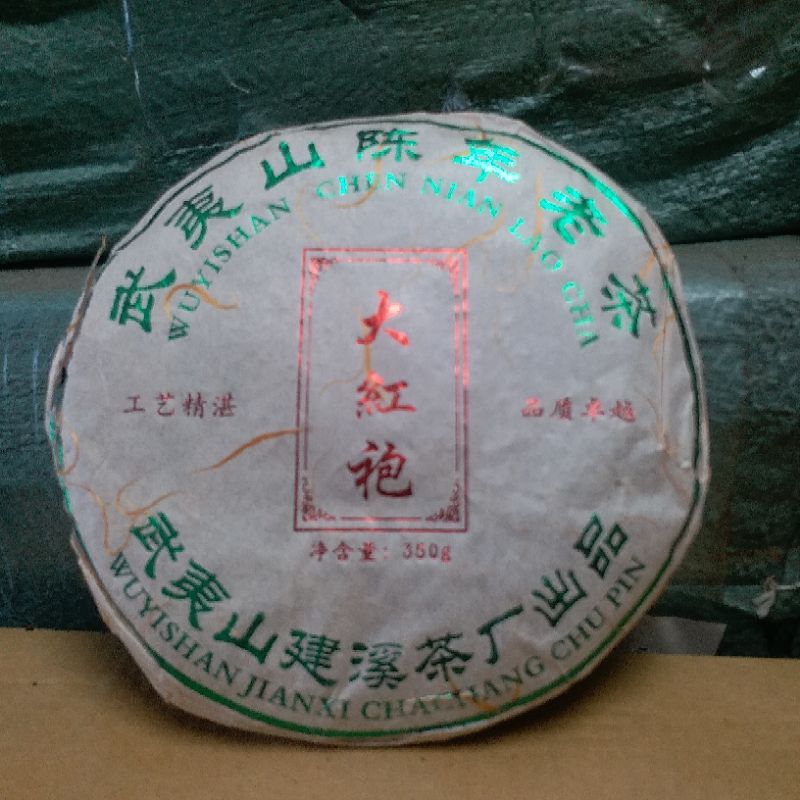 武夷山陈年老茶
WUYISHAN CHEN NIAN LAO CHA
大紅袍
工艺精湛
品质卓越
净含量: 350g
武夷山建溪茶厂出品
WUYISHAN JIANXI CHACHANG CHU PIN